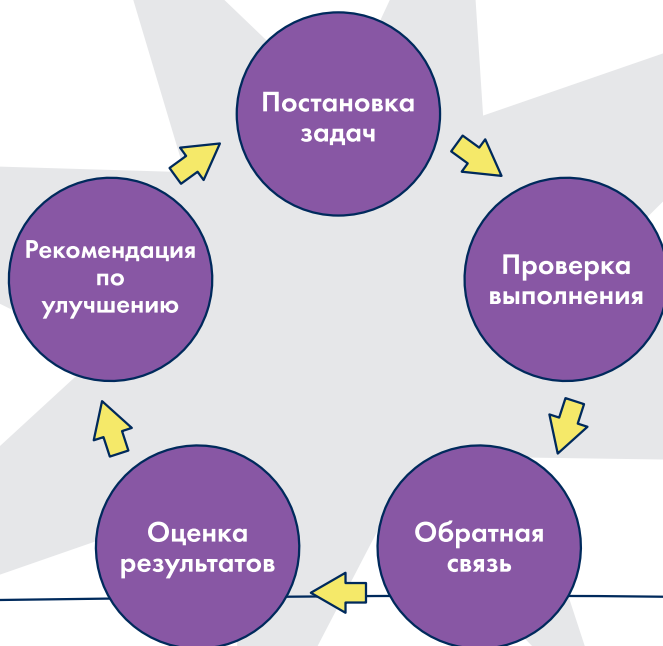 Постановка
задач
Проверка
выполнения
Обратная
связь
Оценка
результатов
Рекомендация
по
улучшению